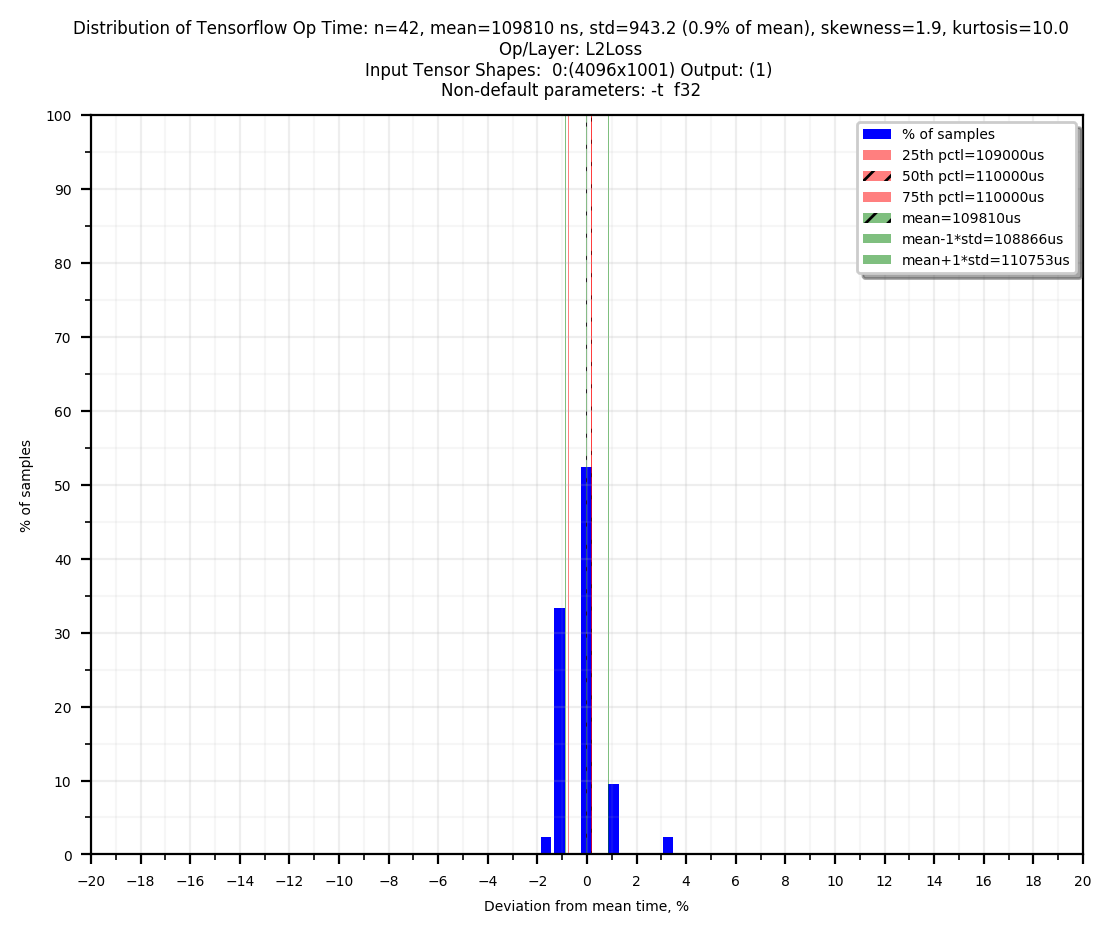 Distribution of Tensorflow Op Time: n=42, mean=109810 ns, std=943.2 (0.9% of mean), skewness=1.9, kurtosis=10.0
Op/Layer: L2Loss
Input Tensor Shapes:  0:(4096x1001) Output: (1)
Non-default parameters: -t  f32
% of samples
100
90
80
70
60
50
40
30
20
10
0
% of samples
25th pctl=109000us
50th pctl=110000us
75th pctl=110000us
mean=109810us
mean-1*std=108866us
mean+1*std=110753us
−20 −18 −16 −14 −12 −10 −8 −6 −4 −2 0 2 4 6 8 10 12 14 16 18 20
Deviation from mean time, %